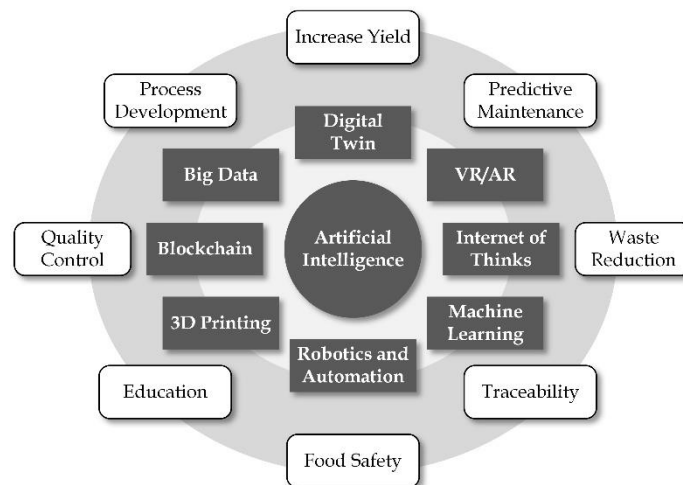 Increase Yield
Process
Development
Predictive
Maintenance
Digital
Twin
Big Data
VR/AR
Quality
Control
Blockchain
Artificial
Intelligence
Internet of
Thinks
Waste
Reduction
3D Printing
Machine
Learning
Robotics and
Automation
Education
Traceability
Food Safety